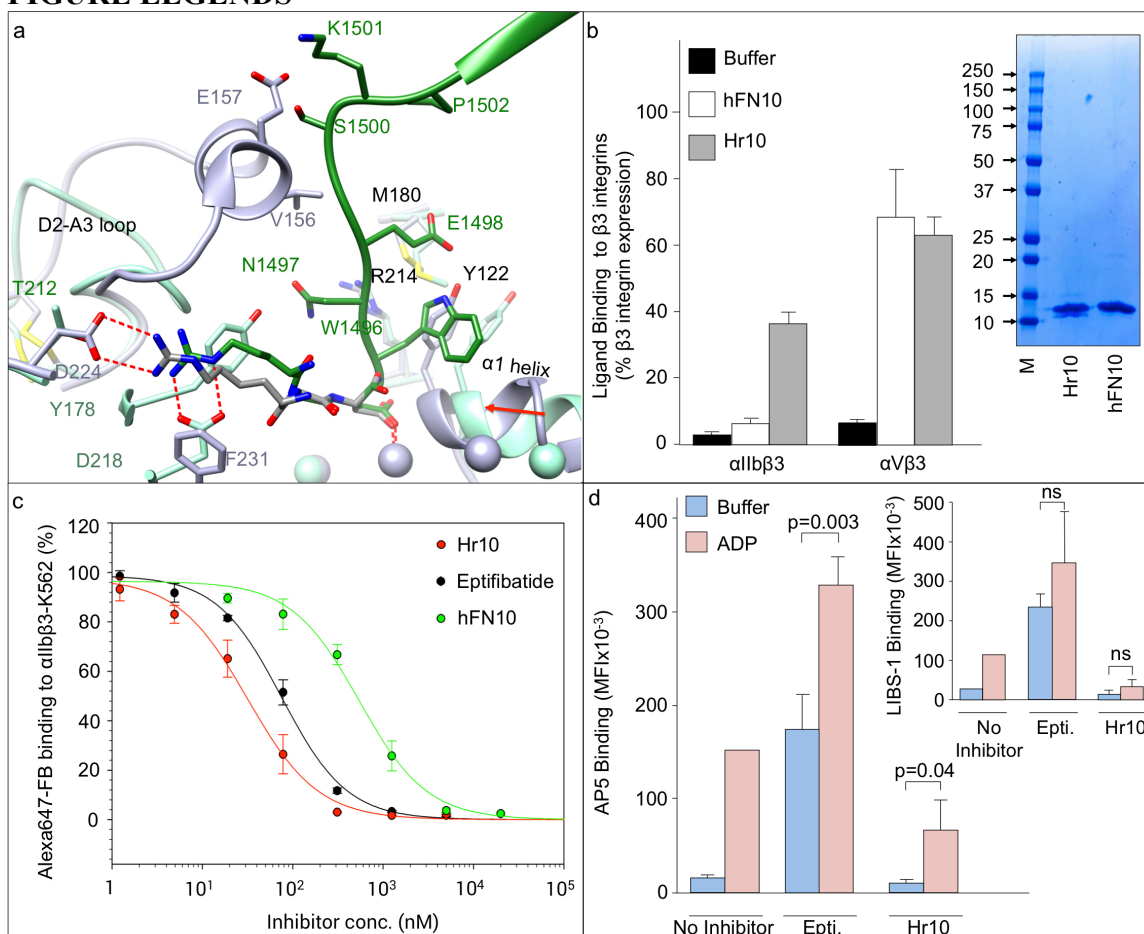 FIGURE LEGENDS
a
K1501
E157
P1502
S1500
M180
V156
E1498
D2-A3 loop
N1497
R214
Y122
T212
W1496
α1 helix
D224
Y178
D218
F231
b
Buffer
hFN10
Hr10
Ligand Binding to β3 integrins
(% β3 integrin expression)
100
80
60
40
20
0
αIIbβ3
αVβ3
250
150
100
75
50
37
25
20
15
10
M
Hr10
hFN10
c
Alexa647-FB binding to αIIbβ3-K562 (%)
120
100
80
60
40
20
0
Hr10
Eptifibatide
hFN10
1
10¹
10²
10³
10⁴
10⁵
Inhibitor conc. (nM)
d
Buffer
ADP
AP5 Binding (MFIx10⁻³)
400
300
200
100
0
p=0.003
p=0.04
No Inhibitor
Epti.
Hr10
LIBS-1 Binding (MFIx10⁻³)
500
400
300
200
100
0
ns
ns
No
Inhibitor
Epti.
Hr10